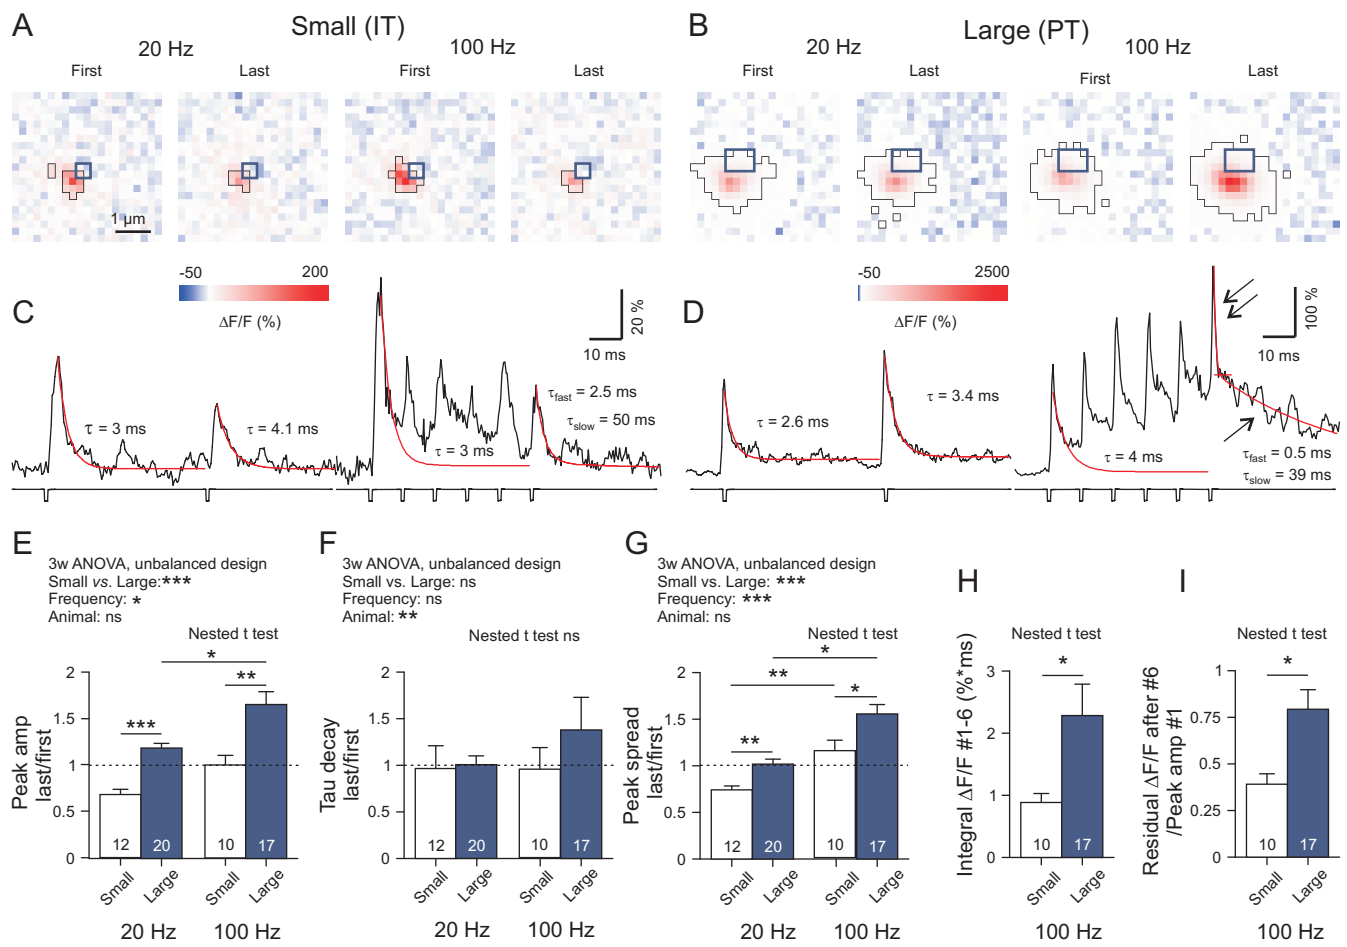 A
Small (IT)
20 Hz
100 Hz
First
Last
First
Last
1 µm
-50
200
ΔF/F (%)
B
Large (PT)
20 Hz
100 Hz
First
Last
First
Last
-50
2500
ΔF/F (%)
C
τ = 3 ms
τ = 4.1 ms
τ = 3 ms
20 %
10 ms
τfast = 2.5 ms
τslow = 50 ms
D
τ = 2.6 ms
τ = 3.4 ms
τ = 4 ms
100 %
10 ms
τfast = 0.5 ms
τslow = 39 ms
E
3w ANOVA, unbalanced design
Small vs. Large:***
Frequency: *
Animal: ns
Nested t test
*
**
***
Peak amp
last/first
2
1.5
1
0.5
0
12
20
10
17
Small
Large
Small
Large
20 Hz
100 Hz
F
3w ANOVA, unbalanced design
Small vs. Large: ns
Frequency: ns
Animal: **
Nested t test ns
Tau decay
last/first
2
1.5
1
0.5
0
12
20
10
17
Small
Large
Small
Large
20 Hz
100 Hz
G
3w ANOVA, unbalanced design
Small vs. Large: ***
Frequency: ***
Animal: ns
Nested t test
*
**
*
**
Peak spread
last/first
2
1.5
1
0.5
0
12
20
10
17
Small
Large
Small
Large
20 Hz
100 Hz
H
Nested t test
*
Integral ΔF/F #1-6 (%*ms)
3
2
1
0
10
17
Small
Large
100 Hz
I
Nested t test
*
Residual ΔF/F after #6
/Peak amp #1
1
0.75
0.5
0.25
0
10
17
Small
Large
100 Hz